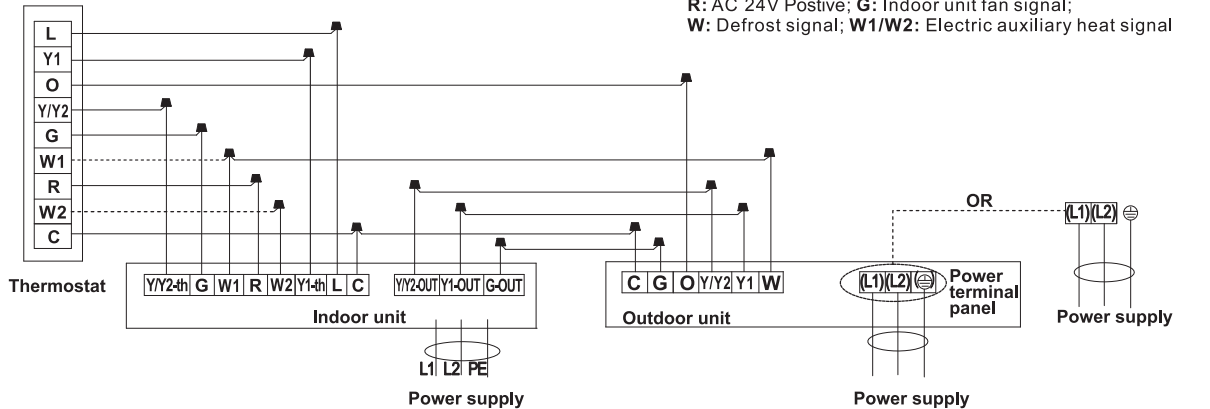 R: AC 24V Postive; G: Indoor unit fan signal;
W: Defrost signal; W1/W2: Electric auxiliary heat signal
L
Y1
O
Y/Y2
G
W1
R
W2
C
Thermostat
Y/Y2-th G W1 R W2 Y1-th L C
Y/Y2-OUT Y1-OUT G-OUT
Indoor unit
L1 L2 PE
Power supply
C G O Y/Y2 Y1 W
Outdoor unit
(L1) (L2)
Power
terminal
panel
Power supply
OR
(L1) (L2)
Power supply